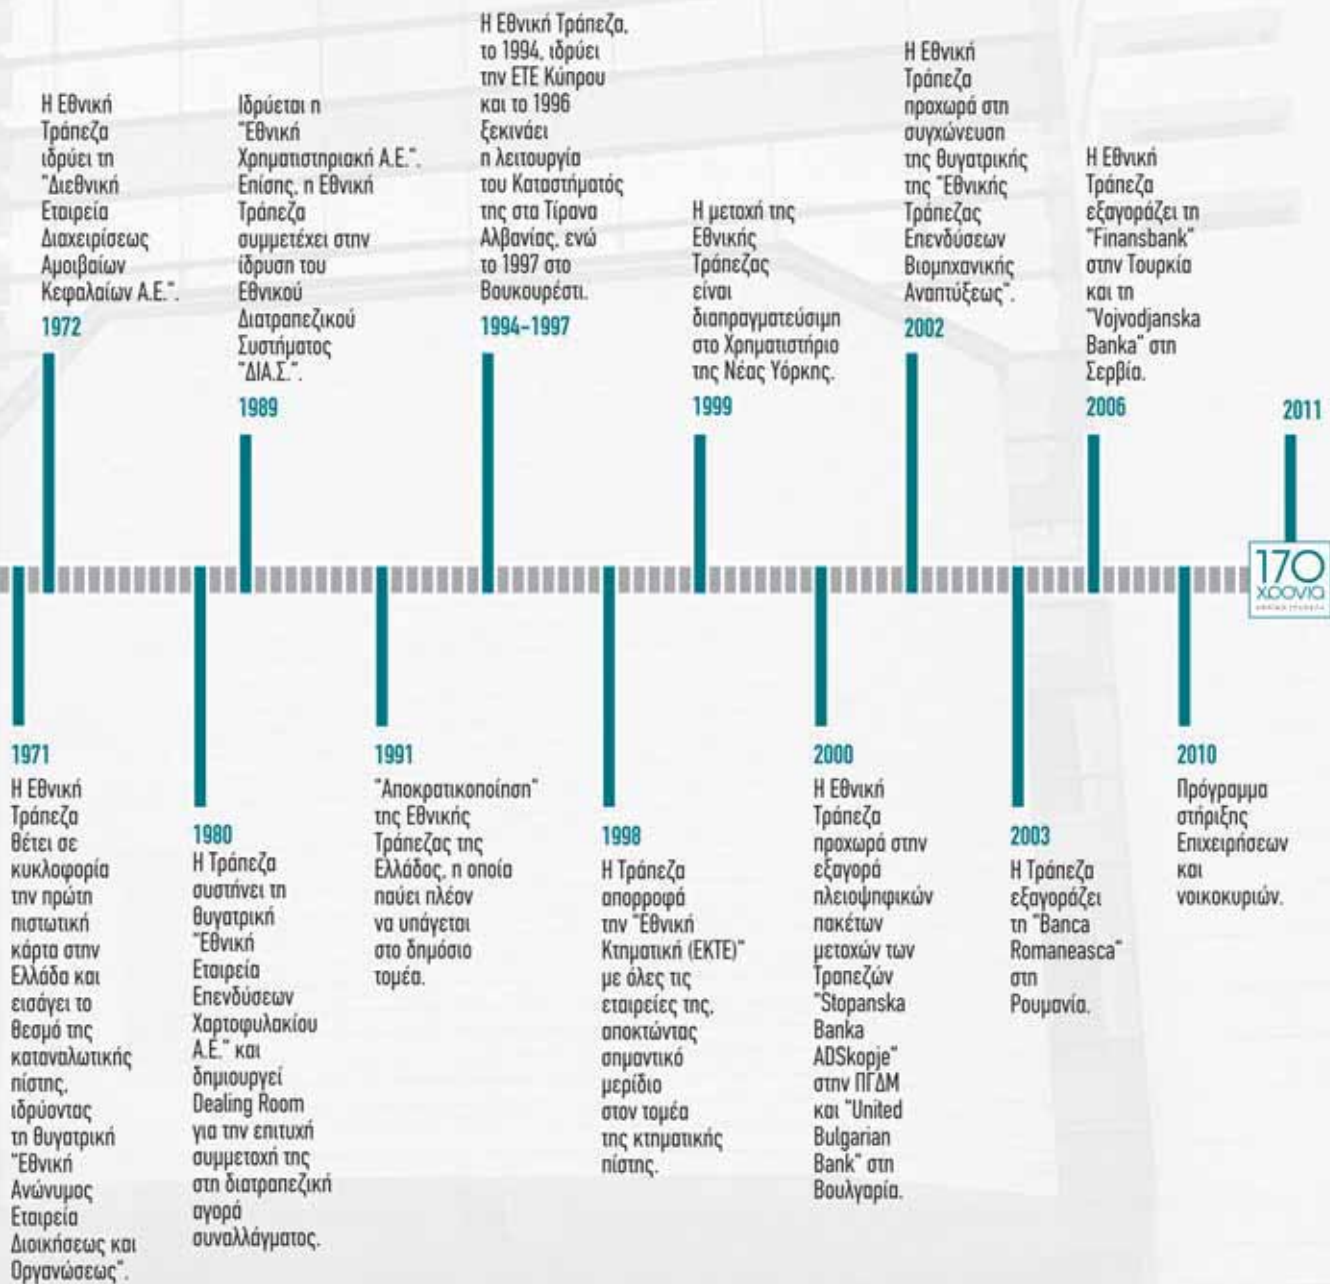 Η Εθνική
Τράπεζα
ιδρύει τη
"Διεθνική
Εταιρεία
Διαχειρίσεως
Αμοιβαίων
Κεφαλαίων Α.Ε.".
1972
Ιδρύεται η
"Εθνική
Χρηματιστηριακή Α.Ε.".
Επίσης, η Εθνική
Τράπεζα
συμμετέχει στην
ίδρυση του
Εθνικού
Διατραπεζικού
Συστήματος
"ΔΙΑ.Σ.".
1989
Η Εθνική Τράπεζα,
το 1994, ιδρύει
την ΕΤΕ Κύπρου
και το 1996
ξεκινάει
η λειτουργία
του Καταστήματός
της στα Τίρανα
Αλβανίας, ενώ
το 1997 στο
Βουκουρέστι.
1994-1997
Η μετοχή της
Εθνικής
Τράπεζας
είναι
διαπραγματεύσιμη
στο Χρηματιστήριο
της Νέας Υόρκης.
1999
Η Εθνική
Τράπεζα
προχωρά στη
συγχώνευση
της θυγατρικής
της "Εθνικής
Τράπεζας
Επενδύσεων
Βιομηχανικής
Αναπτύξεως".
2002
Η Εθνική
Τράπεζα
εξαγοράζει τη
"Finansbank"
στην Τουρκία
και τη
"Vojvodjanska
Banka" στη
Σερβία.
2006
2011
170
χρόνια
1971
Η Εθνική
Τράπεζα
θέτει σε
κυκλοφορία
την πρώτη
πιστωτική
κάρτα στην
Ελλάδα και
εισάγει το
θεσμό της
καταναλωτικής
πίστης,
ιδρύοντας
τη θυγατρική
"Εθνική
Ανώνυμος
Εταιρεία
Διοικήσεως και
Οργανώσεως".
1980
Η Τράπεζα
συστήνει τη
θυγατρική
"Εθνική
Εταιρεία
Επενδύσεων
Χαρτοφυλακίου
Α.Ε." και
δημιουργεί
Dealing Room
για την επιτυχή
συμμετοχή της
στη διατραπεζική
αγορά
συναλλάγματος.
1991
"Αποκρατικοποίηση"
της Εθνικής
Τράπεζας της
Ελλάδος, η οποία
παύει πλέον
να υπάγεται
στο δημόσιο
τομέα.
1998
Η Τράπεζα
απορροφά
την "Εθνική
Κτηματική (ΕΚΤΕ)"
με όλες τις
εταιρείες της,
αποκτώντας
σημαντικό
μερίδιο
στον τομέα
της κτηματικής
πίστης.
2000
Η Εθνική
Τράπεζα
προχωρά στην
εξαγορά
πλειοψηφικών
πακέτων
μετοχών των
Τραπεζών
"Stopanska
Banka
ADSkopje"
στην ΠΓΔΜ
και "United
Bulgarian
Bank" στη
Βουλγαρία.
2003
Η Τράπεζα
εξαγοράζει
τη "Banca
Romaneasca"
στη
Ρουμανία.
2010
Πρόγραμμα
στήριξης
Επιχειρήσεων
και
νοικοκυριών.